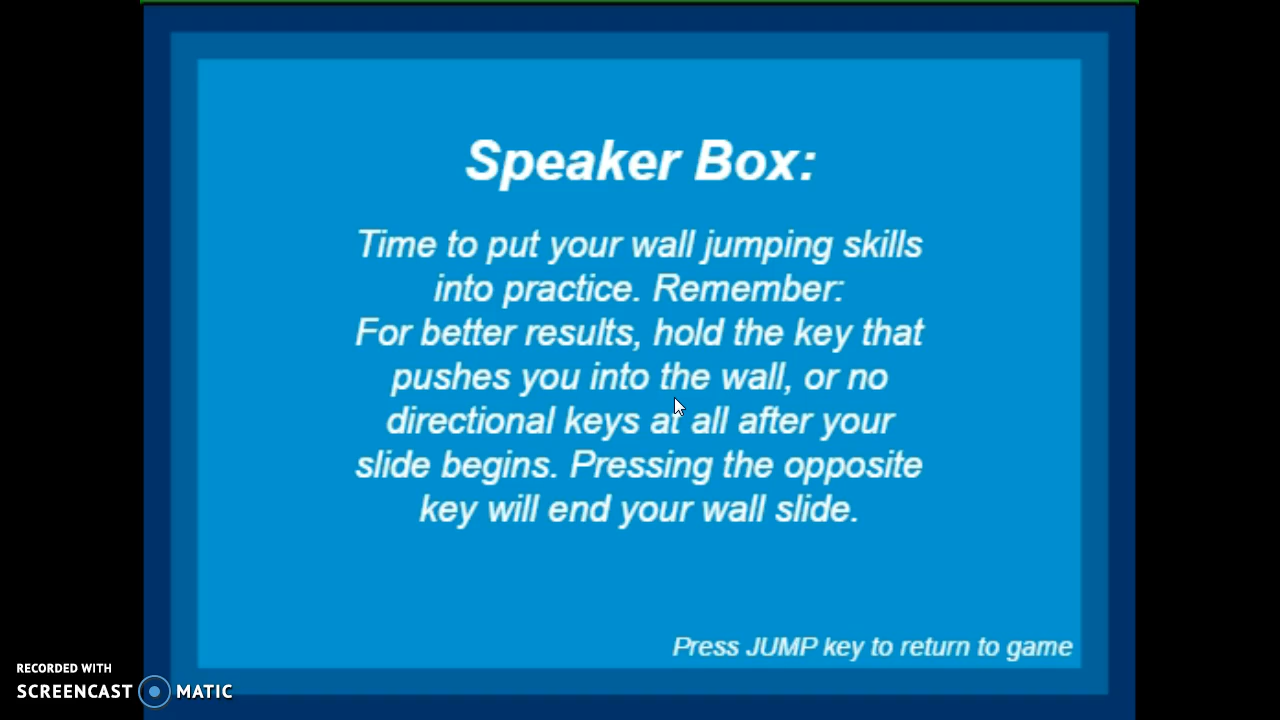 Speaker Box:
Time to put your wall jumping skills
into practice. Remember:
For better results, hold the key that
pushes you into the wall, or no
directional keys at all after your
slide begins. Pressing the opposite
key will end your wall slide.
Press JUMP key to return to game
RECORDED WITH
SCREENCAST MATIC